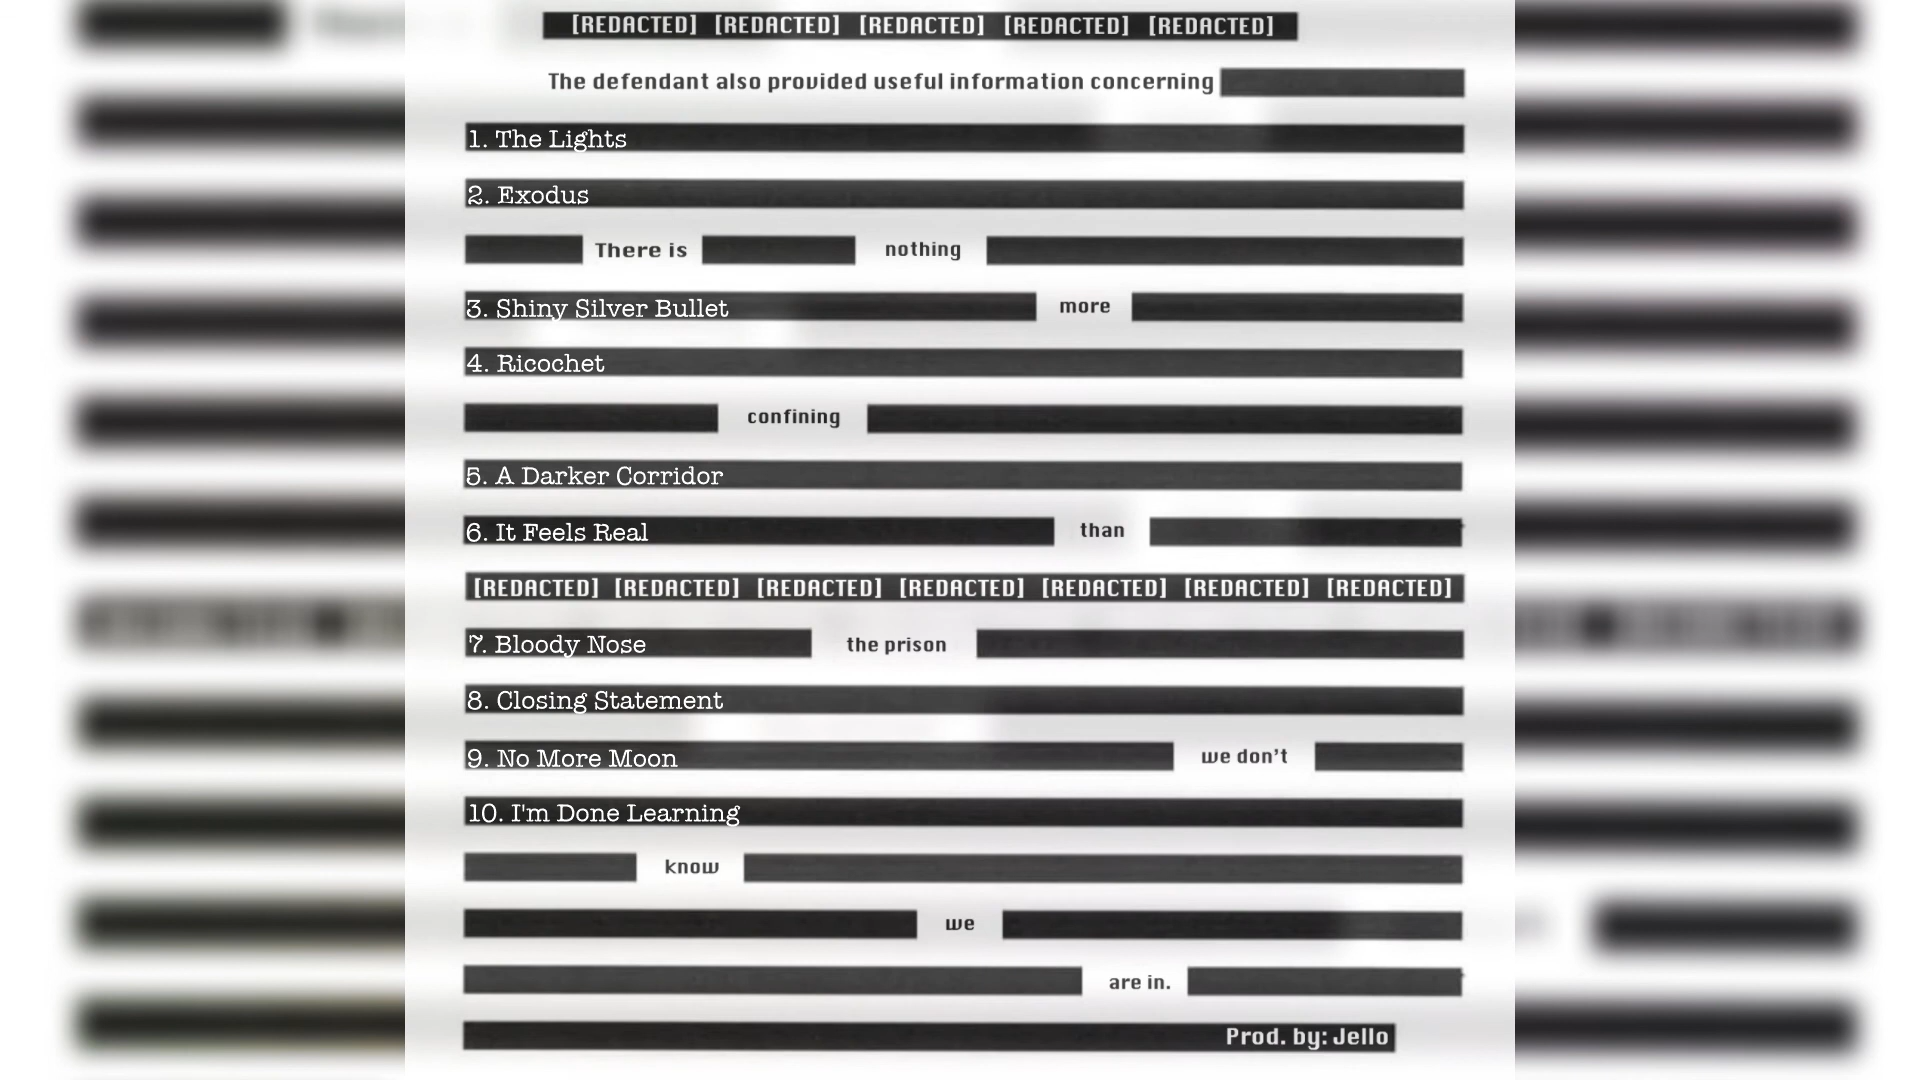 [REDACTED] [REDACTED] [REDACTED] [REDACTED] [REDACTED]
The defendant also provided useful information concerning
1. The Lights
2. Exodus
There is nothing
3. Shiny Silver Bullet more
4. Ricochet
confining
5. A Darker Corridor
6. It Feels Real than
[REDACTED] [REDACTED] [REDACTED] [REDACTED] [REDACTED] [REDACTED] [REDACTED]
7. Bloody Nose the prison
8. Closing Statement
9. No More Moon we don't
10. I'm Done Learning
know
we
are in.
Prod. by: Jello